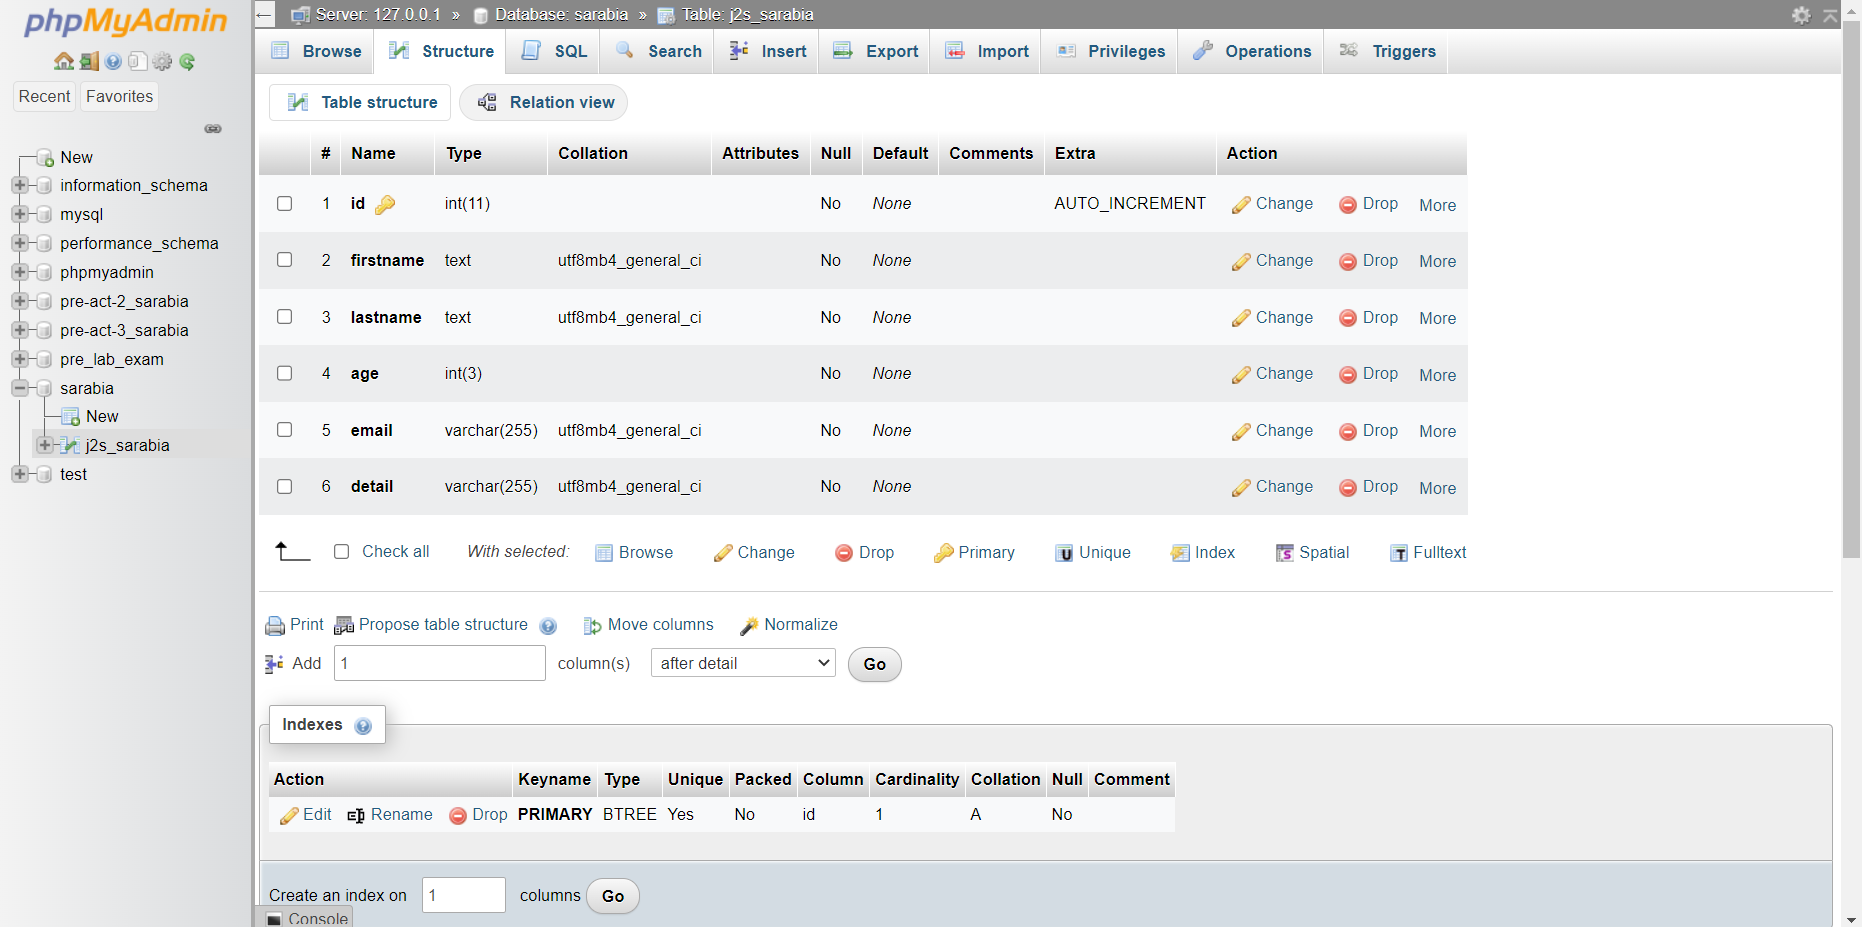 phpMyAdmin
Recent Favorites
New
information_schema
mysql
performance_schema
phpmyadmin
pre-act-2_sarabia
pre-act-3_sarabia
pre_lab_exam
sarabia
New
j2s_sarabia
test
Server: 127.0.0.1 » Database: sarabia » Table: j2s_sarabia
Browse Structure SQL Search Insert Export Import Privileges Operations Triggers
Table structure Relation view
# Name Type Collation Attributes Null Default Comments Extra Action
1 id int(11) No None AUTO_INCREMENT Change Drop More
2 firstname text utf8mb4_general_ci No None Change Drop More
3 lastname text utf8mb4_general_ci No None Change Drop More
4 age int(3) No None Change Drop More
5 email varchar(255) utf8mb4_general_ci No None Change Drop More
6 detail varchar(255) utf8mb4_general_ci No None Change Drop More
Check all With selected: Browse Change Drop Primary Unique Index Spatial Fulltext
Print Propose table structure Move columns Normalize
Add 1 column(s) after detail Go
Indexes
Action Keyname Type Unique Packed Column Cardinality Collation Null Comment
Edit Rename Drop PRIMARY BTREE Yes No id 1 A No
Create an index on 1 columns Go
Console